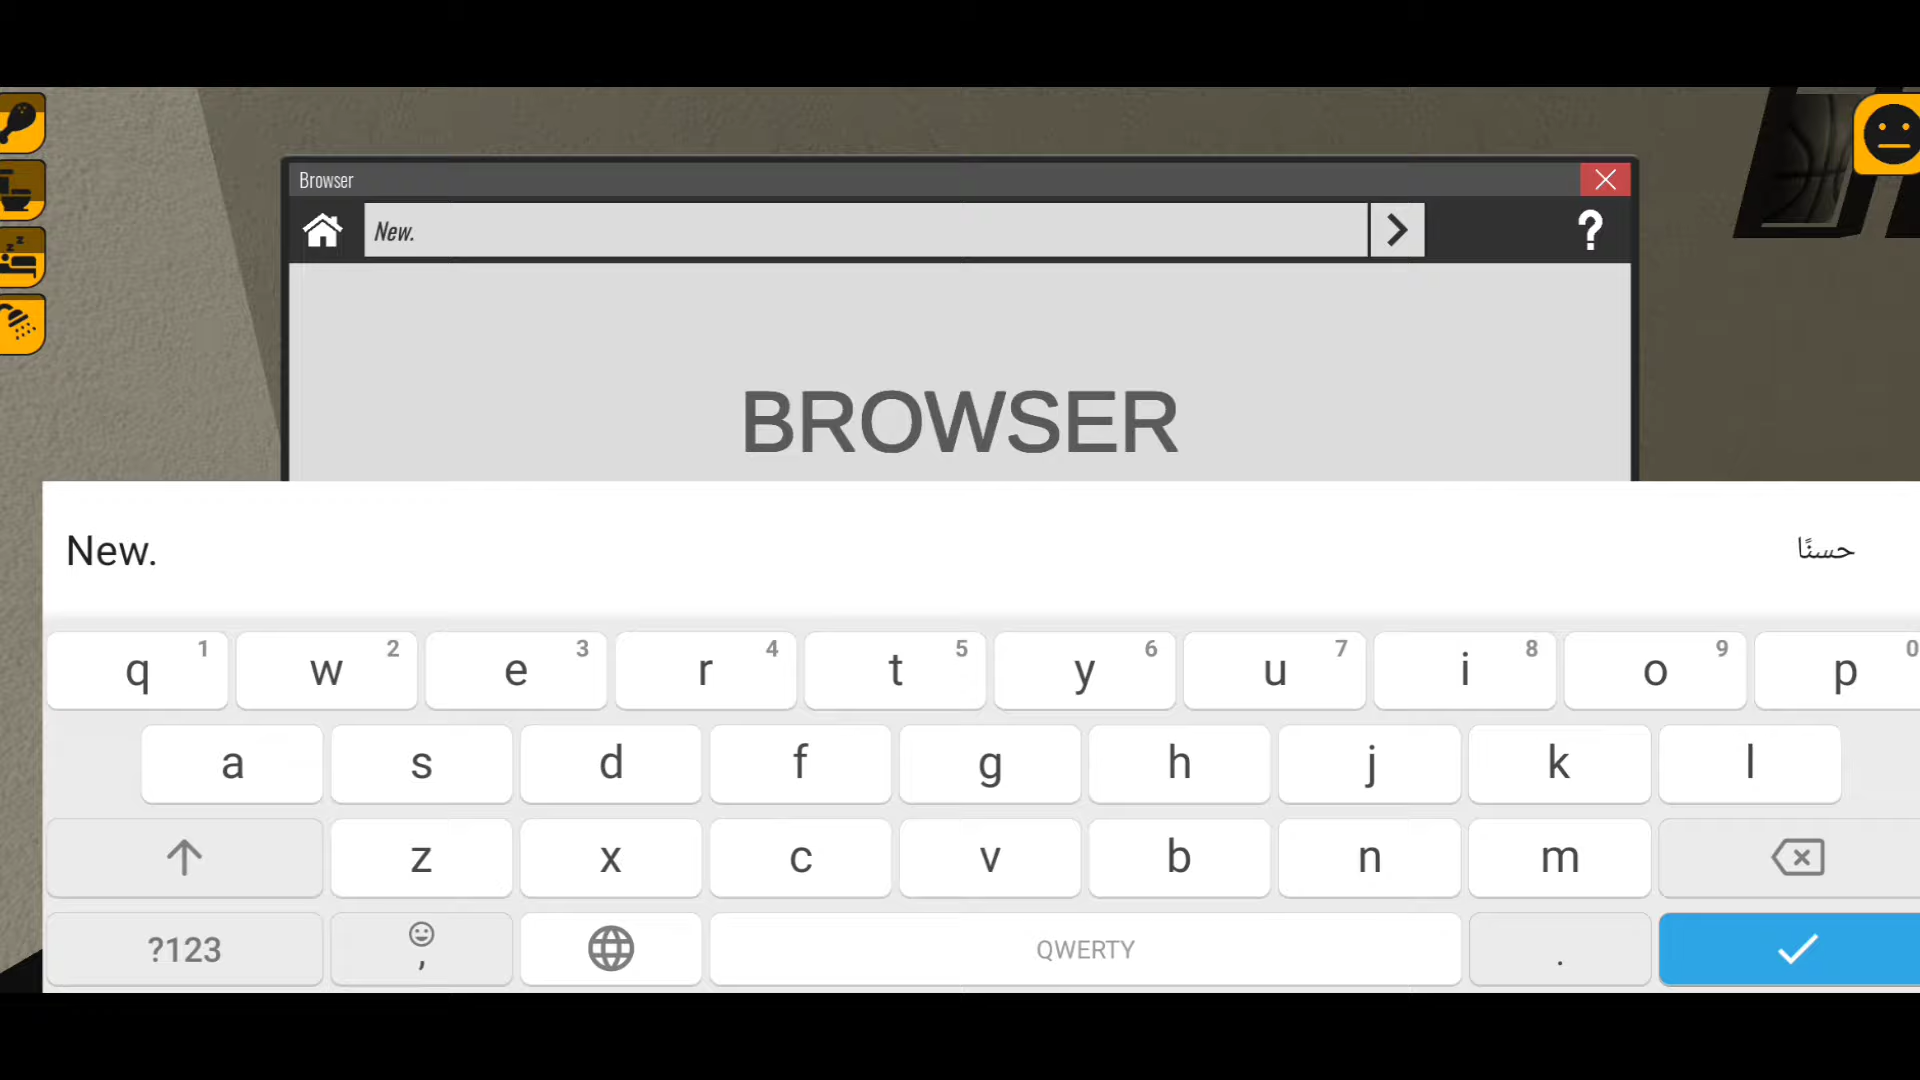 Browser
New.
?
BROWSER
New.
حسنًا
q 1 w 2 e 3 r 4 t 5 y 6 u 7 i 8 o 9 p 0
a s d f g h j k l
z x c v b n m
?123 , QWERTY .